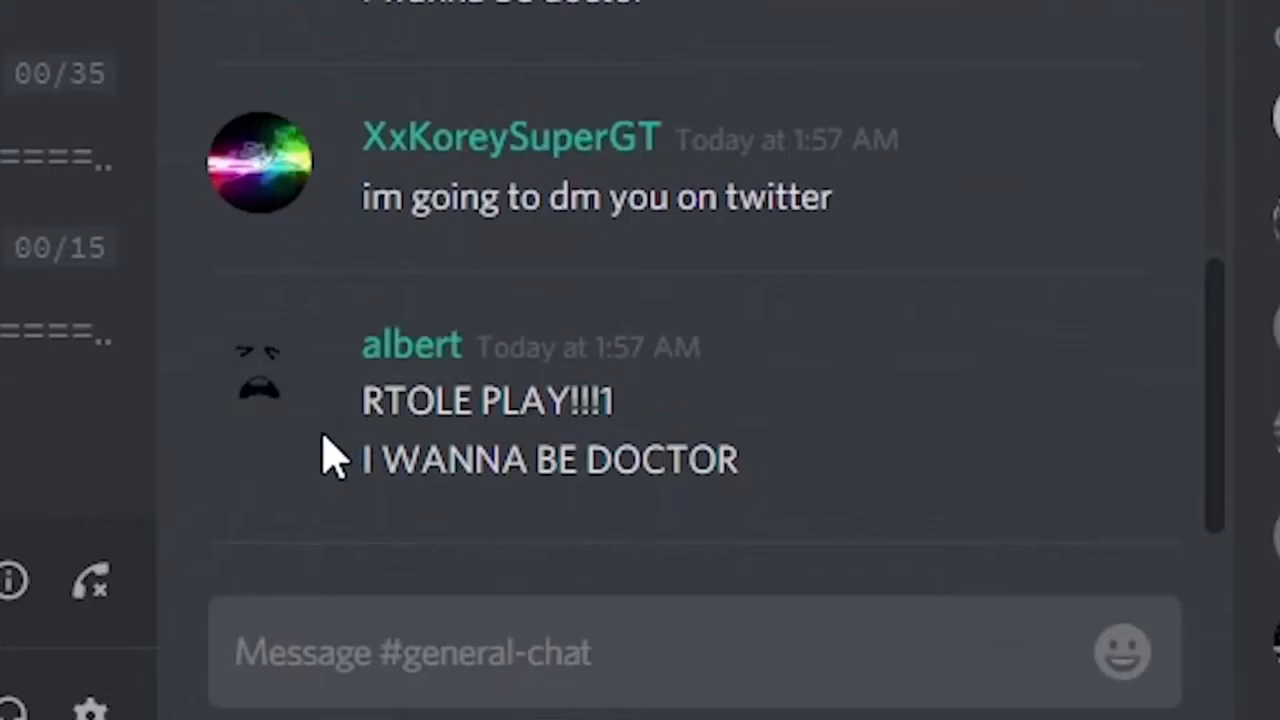 00/35
XxKoreySuperGT Today at 1:57 AM
====..
im going to dm you on twitter
00/15
====..
albert Today at 1:57 AM
RTOLE PLAY!!!1
I WANNA BE DOCTOR
Message #general-chat